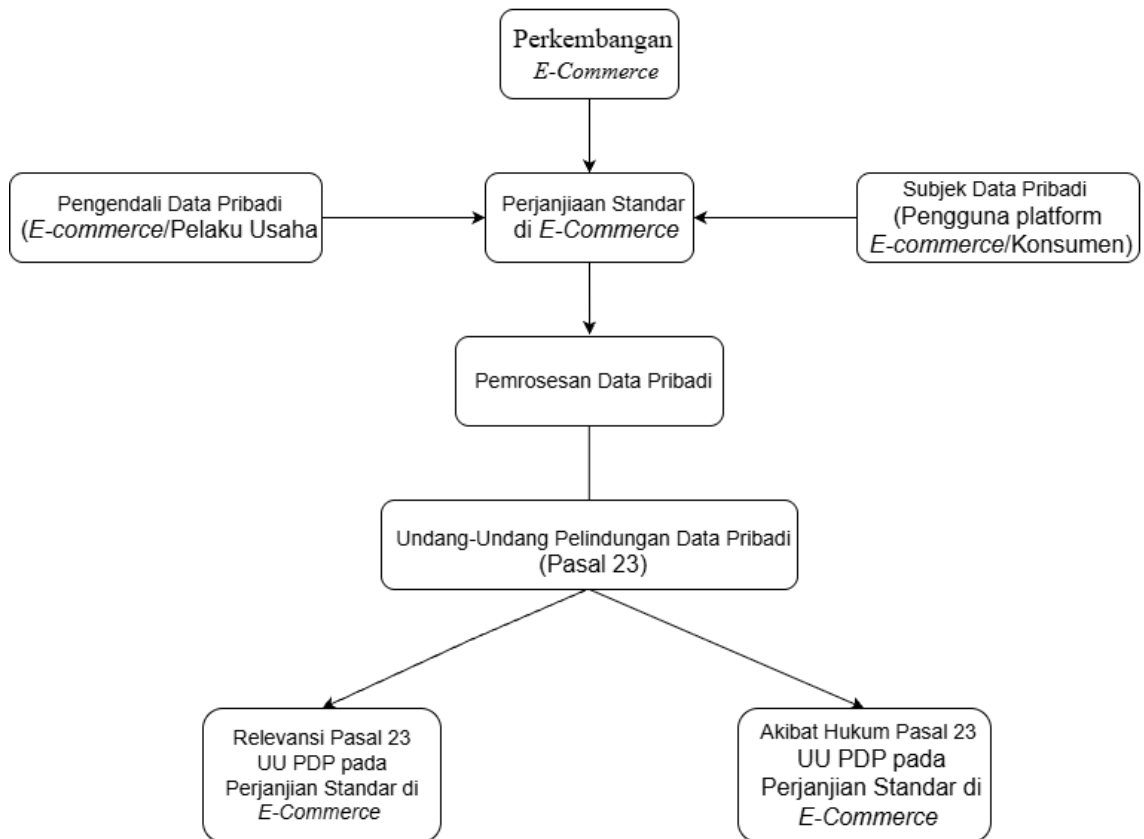 Perkembangan
E-Commerce
Pengendali Data Pribadi
(E-commerce/Pelaku Usaha
Perjanjiaan Standar
di E-Commerce
Subjek Data Pribadi
(Pengguna platform
E-commerce/Konsumen)
Pemrosesan Data Pribadi
Undang-Undang Pelindungan Data Pribadi
(Pasal 23)
Relevansi Pasal 23
UU PDP pada
Perjanjian Standar di
E-Commerce
Akibat Hukum Pasal 23
UU PDP pada
Perjanjian Standar di
E-Commerce